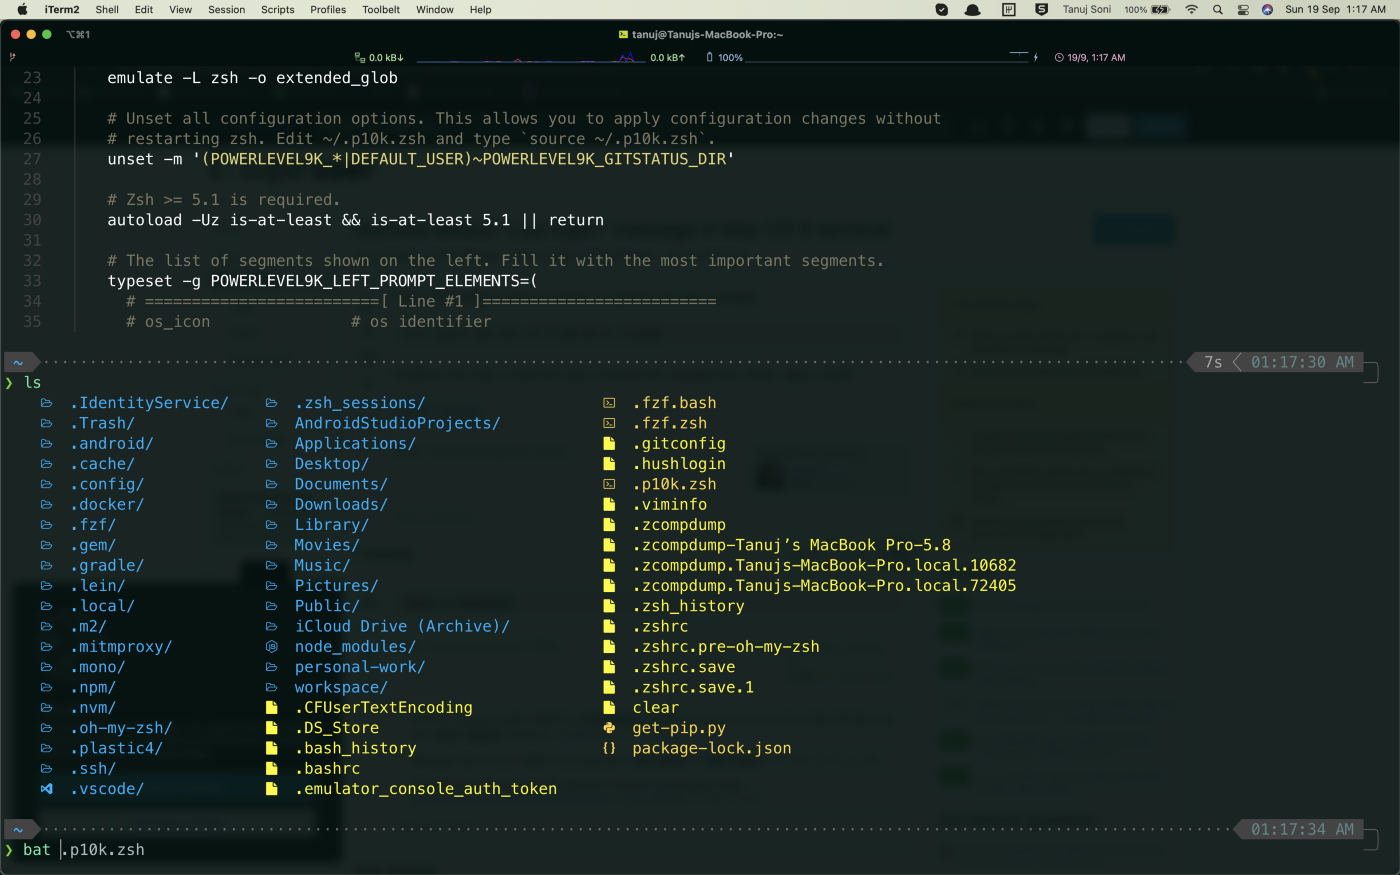 iTerm2 Shell Edit View Session Scripts Profiles Toolbelt Window Help Tanuj Soni 100% Sun 19 Sep 1:17 AM
⌥⌘1 tanuj@Tanujs-MacBook-Pro:~
0.0 kB↓ 0.0 kB↑ 100% 19/9, 1:17 AM
23 emulate -L zsh -o extended_glob
24
25 # Unset all configuration options. This allows you to apply configuration changes without
26 # restarting zsh. Edit ~/.p10k.zsh and type `source ~/.p10k.zsh`.
27 unset -m '(POWERLEVEL9K_*|DEFAULT_USER)~POWERLEVEL9K_GITSTATUS_DIR'
28
29 # Zsh >= 5.1 is required.
30 autoload -Uz is-at-least && is-at-least 5.1 || return
31
32 # The list of segments shown on the left. Fill it with the most important segments.
33 typeset -g POWERLEVEL9K_LEFT_PROMPT_ELEMENTS=(
34 # =========================[ Line #1 ]=========================
35 # os_icon # os identifier
~ 7s 01:17:30 AM
❯ ls
.IdentityService/ .zsh_sessions/ .fzf.bash
.Trash/ AndroidStudioProjects/ .fzf.zsh
.android/ Applications/ .gitconfig
.cache/ Desktop/ .hushlogin
.config/ Documents/ .p10k.zsh
.docker/ Downloads/ .viminfo
.fzf/ Library/ .zcompdump
.gem/ Movies/ .zcompdump-Tanuj’s MacBook Pro-5.8
.gradle/ Music/ .zcompdump.Tanujs-MacBook-Pro.local.10682
.lein/ Pictures/ .zcompdump.Tanujs-MacBook-Pro.local.72405
.local/ Public/ .zsh_history
.m2/ iCloud Drive (Archive)/ .zshrc
.mitmproxy/ node_modules/ .zshrc.pre-oh-my-zsh
.mono/ personal-work/ .zshrc.save
.npm/ workspace/ .zshrc.save.1
.nvm/ .CFUserTextEncoding clear
.oh-my-zsh/ .DS_Store get-pip.py
.plastic4/ .bash_history package-lock.json
.ssh/ .bashrc
.vscode/ .emulator_console_auth_token
~ 01:17:34 AM
❯ bat .p10k.zsh